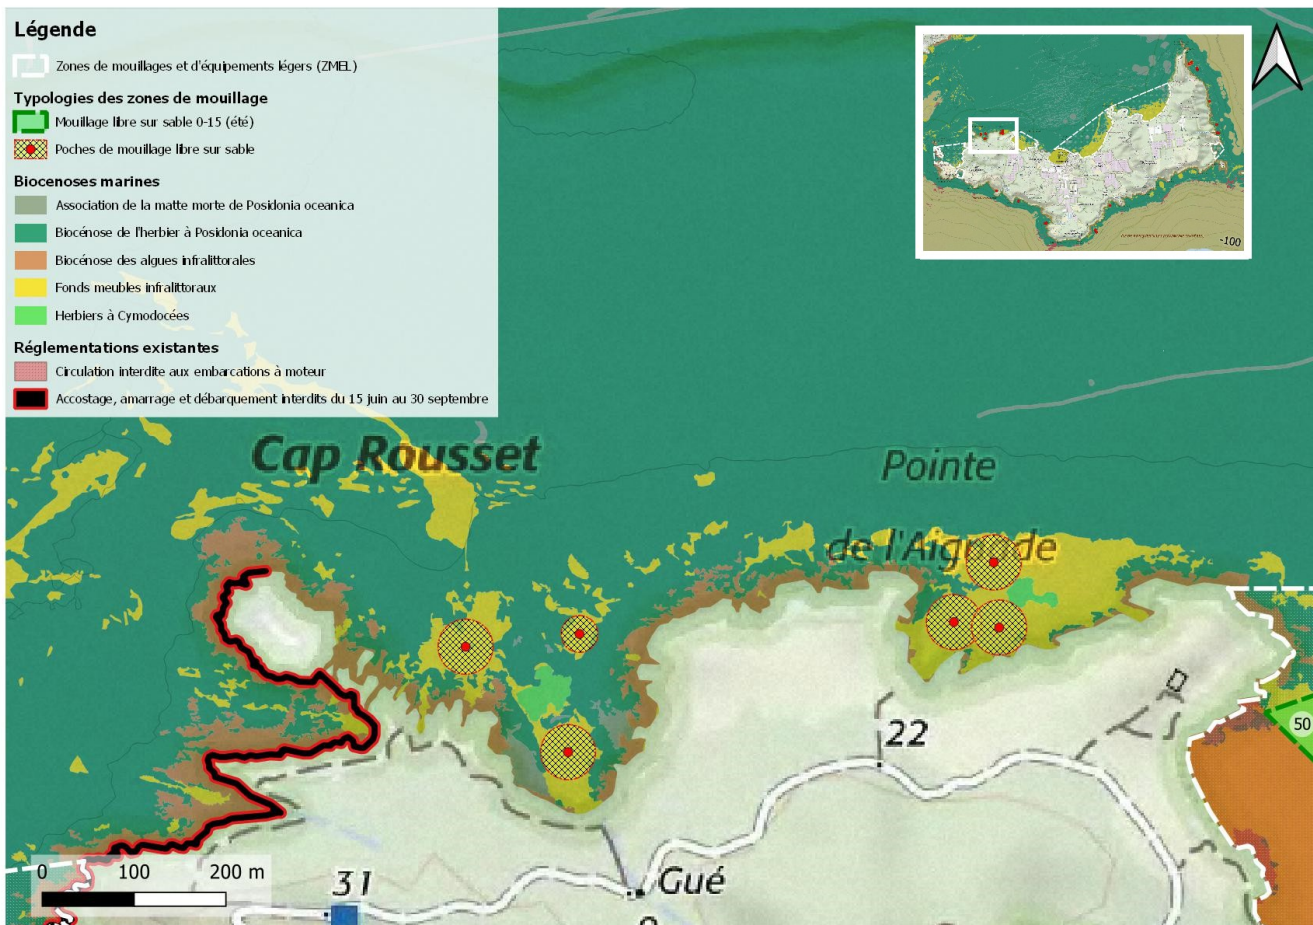 Légende
Zones de mouillages et d'équipements légers (ZMEL)
Typologies des zones de mouillage
Mouillage libre sur sable 0-15 (été)
Poches de mouillage libre sur sable
Biocenoses marines
Association de la matte morte de Posidonia oceanica
Biocénose de l'herbier à Posidonia oceanica
Biocénose des algues infralittorales
Fonds meubles infralittoraux
Herbiers à Cymodocées
Réglementations existantes
Circulation interdite aux embarcations à moteur
Accostage, amarrage et débarquement interdits du 15 juin au 30 septembre
-100
Cap Rousset
Pointe
de l'Aiguade
50
22
0 100 200 m
31
Gué